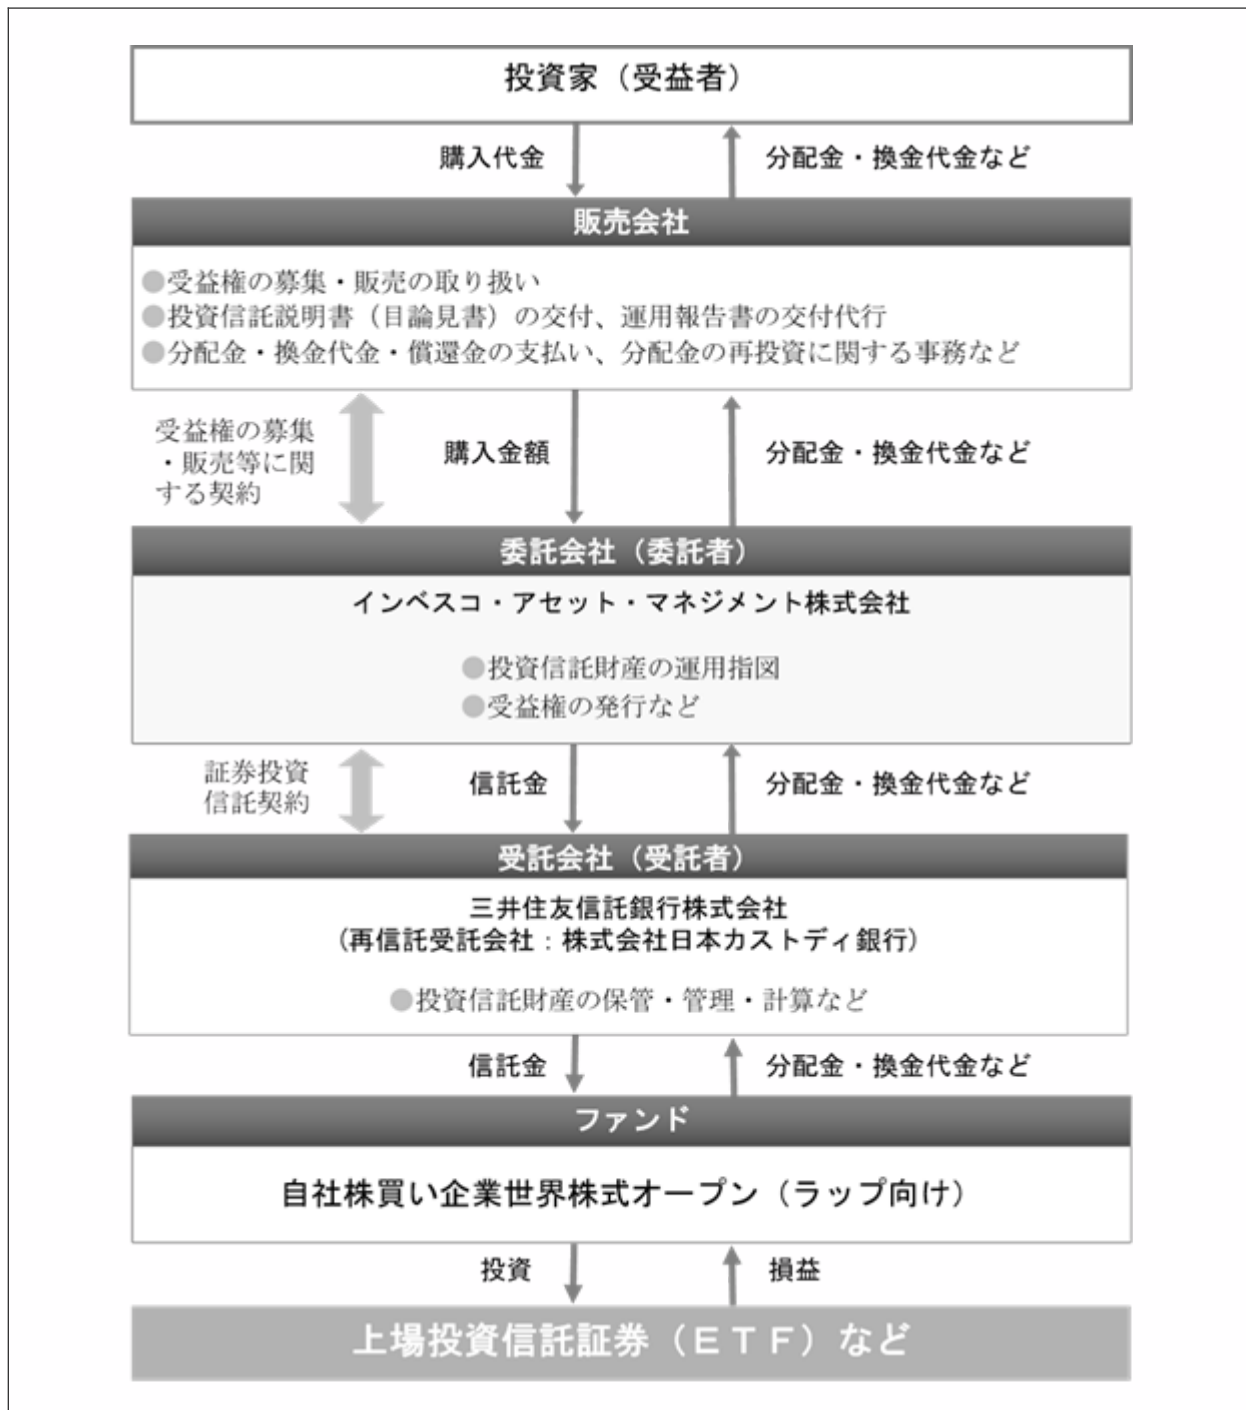 投資家（受益者）
購入代金
分配金・換金代金など
販売会社
●受益権の募集・販売の取り扱い
●投資信託説明書（目論見書）の交付、運用報告書の交付代行
●分配金・換金代金・償還金の支払い、分配金の再投資に関する事務など
受益権の募集
・販売等に関
する契約
購入金額
分配金・換金代金など
委託会社（委託者）
インベスコ・アセット・マネジメント株式会社
●投資信託財産の運用指図
●受益権の発行など
証券投資
信託契約
信託金
分配金・換金代金など
受託会社（受託者）
三井住友信託銀行株式会社
（再信託受託会社：株式会社日本カストディ銀行）
●投資信託財産の保管・管理・計算など
信託金
分配金・換金代金など
ファンド
自社株買い企業世界株式オープン（ラップ向け）
投資
損益
上場投資信託証券（ＥＴＦ）など